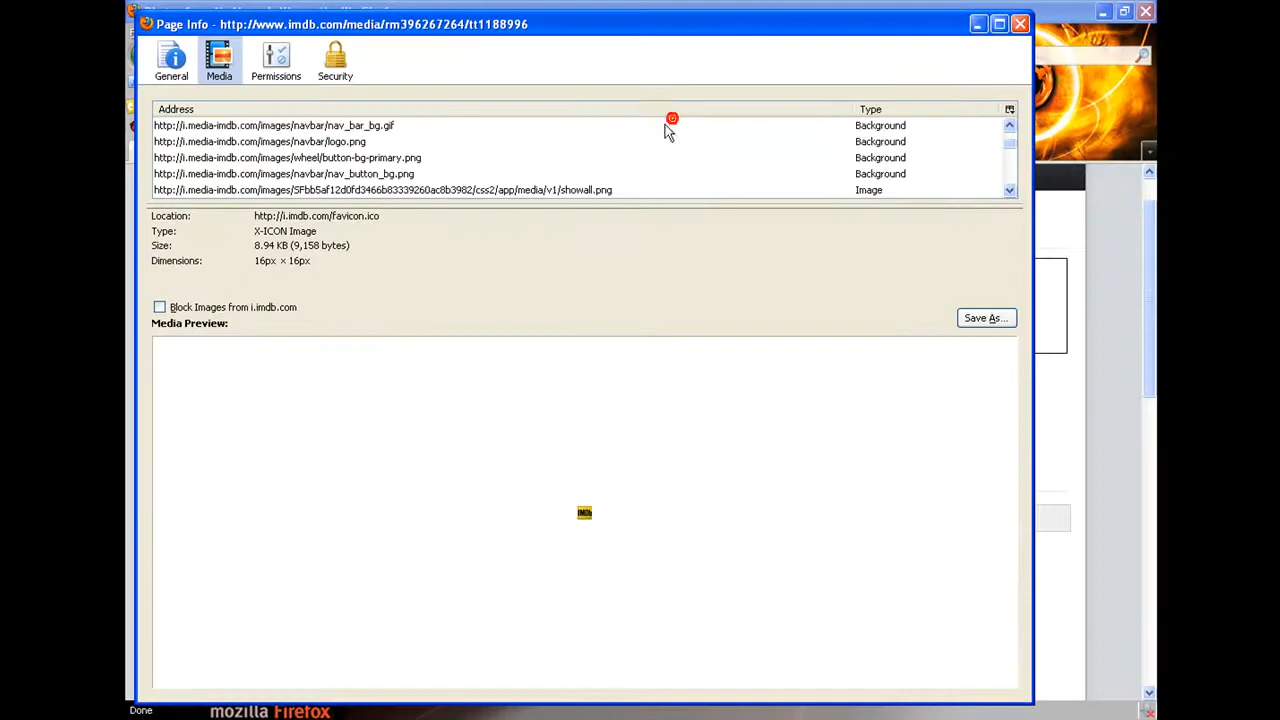 Page Info - http://www.imdb.com/media/rm396267264/tt1188996
General Media Permissions Security
Address Type
http://i.media-imdb.com/images/navbar/nav_bar_bg.gif Background
http://i.media-imdb.com/images/navbar/logo.png Background
http://i.media-imdb.com/images/wheel/button-bg-primary.png Background
http://i.media-imdb.com/images/navbar/nav_button_bg.png Background
http://i.media-imdb.com/images/SFbb5af12d0fd3466b83339260ac8b3982/css2/app/media/v1/showall.png Image
Location: http://i.imdb.com/favicon.ico
Type: X-ICON Image
Size: 8.94 KB (9,158 bytes)
Dimensions: 16px × 16px
Block Images from i.imdb.com
Media Preview:
Save As...
IMDb
Done
mozilla Firefox